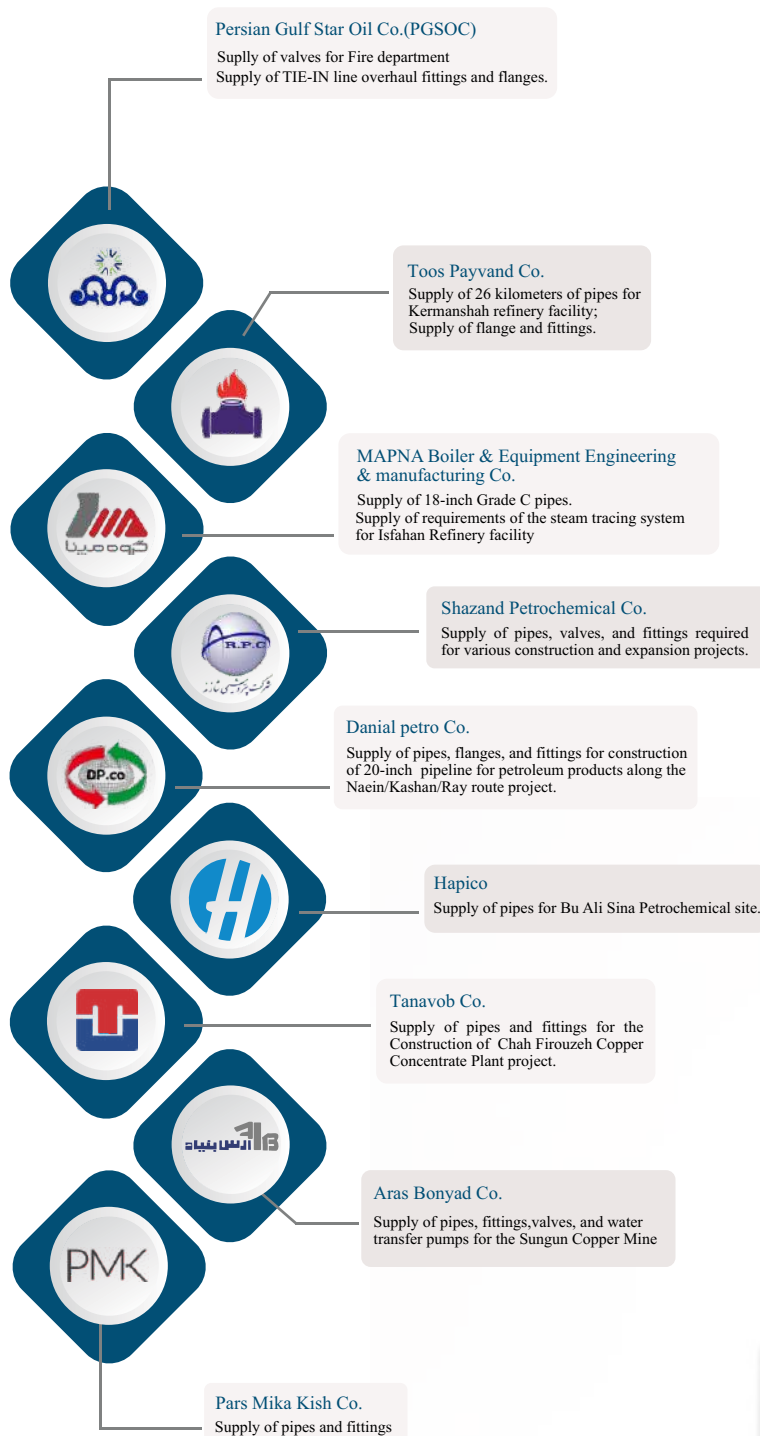 Persian Gulf Star Oil Co.(PGSOC)
Suplly of valves for Fire department
Supply of TIE-IN line overhaul fittings and flanges.
Toos Payvand Co.
Supply of 26 kilometers of pipes for
Kermanshah refinery facility;
Supply of flange and fittings.
MAPNA Boiler & Equipment Engineering
& manufacturing Co.
Supply of 18-inch Grade C pipes.
Supply of requirements of the steam tracing system
for Isfahan Refinery facility
گروه مپنا
R.P.C
شرکت پتروشیمی شازند
Shazand Petrochemical Co.
Supply of pipes, valves, and fittings required
for various construction and expansion projects.
Danial petro Co.
Supply of pipes, flanges, and fittings for construction
of 20-inch pipeline for petroleum products along the
Naein/Kashan/Ray route project.
DP.co
Hapico
Supply of pipes for Bu Ali Sina Petrochemical site.
Tanavob Co.
Supply of pipes and fittings for the
Construction of Chah Firouzeh Copper
Concentrate Plant project.
ارس بنیاد
Aras Bonyad Co.
Supply of pipes, fittings,valves, and water
transfer pumps for the Sungun Copper Mine
PMK
Pars Mika Kish Co.
Supply of pipes and fittings